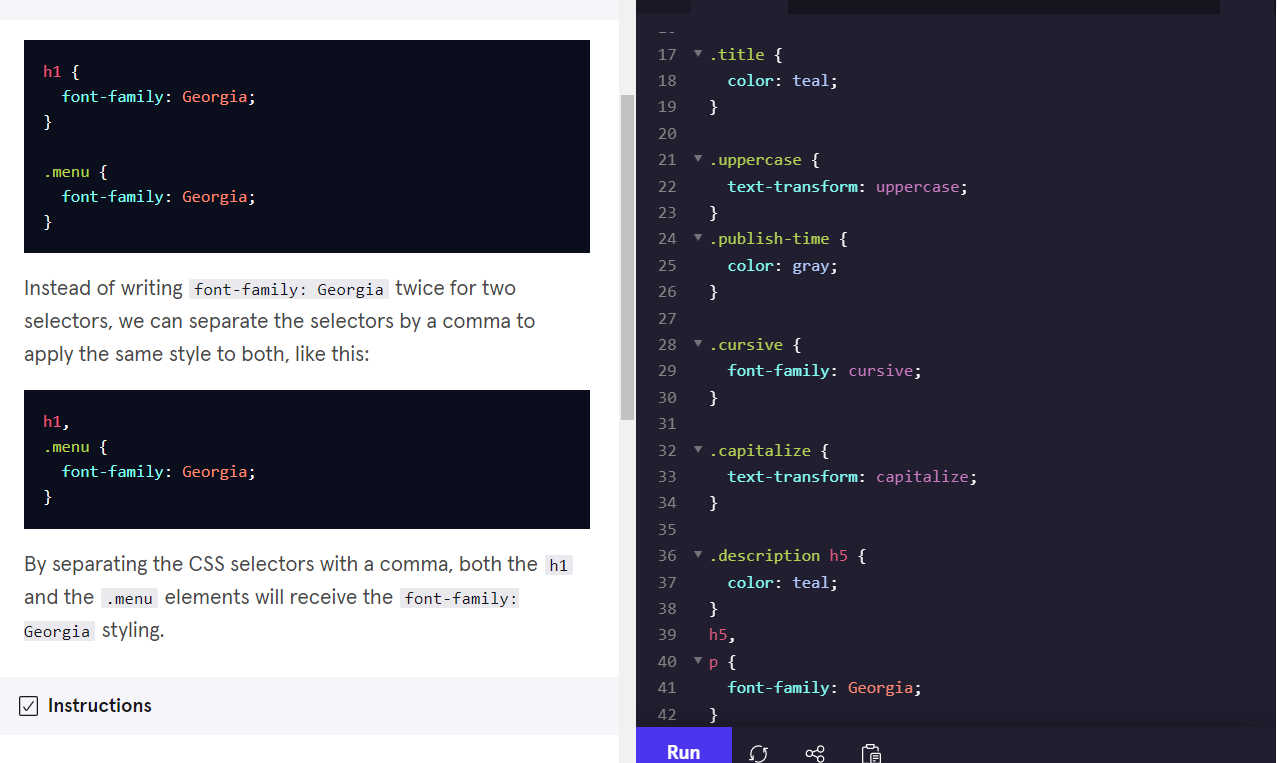 h1 {
  font-family: Georgia;
}
.menu {
  font-family: Georgia;
}
Instead of writing font-family: Georgia twice for two
selectors, we can separate the selectors by a comma to
apply the same style to both, like this:
h1,
.menu {
  font-family: Georgia;
}
By separating the CSS selectors with a comma, both the h1
and the .menu elements will receive the font-family:
Georgia styling.
Instructions
17 .title {
18   color: teal;
19 }
20
21 .uppercase {
22   text-transform: uppercase;
23 }
24 .publish-time {
25   color: gray;
26 }
27
28 .cursive {
29   font-family: cursive;
30 }
31
32 .capitalize {
33   text-transform: capitalize;
34 }
35
36 .description h5 {
37   color: teal;
38 }
39 h5,
40 p {
41   font-family: Georgia;
42 }
Run